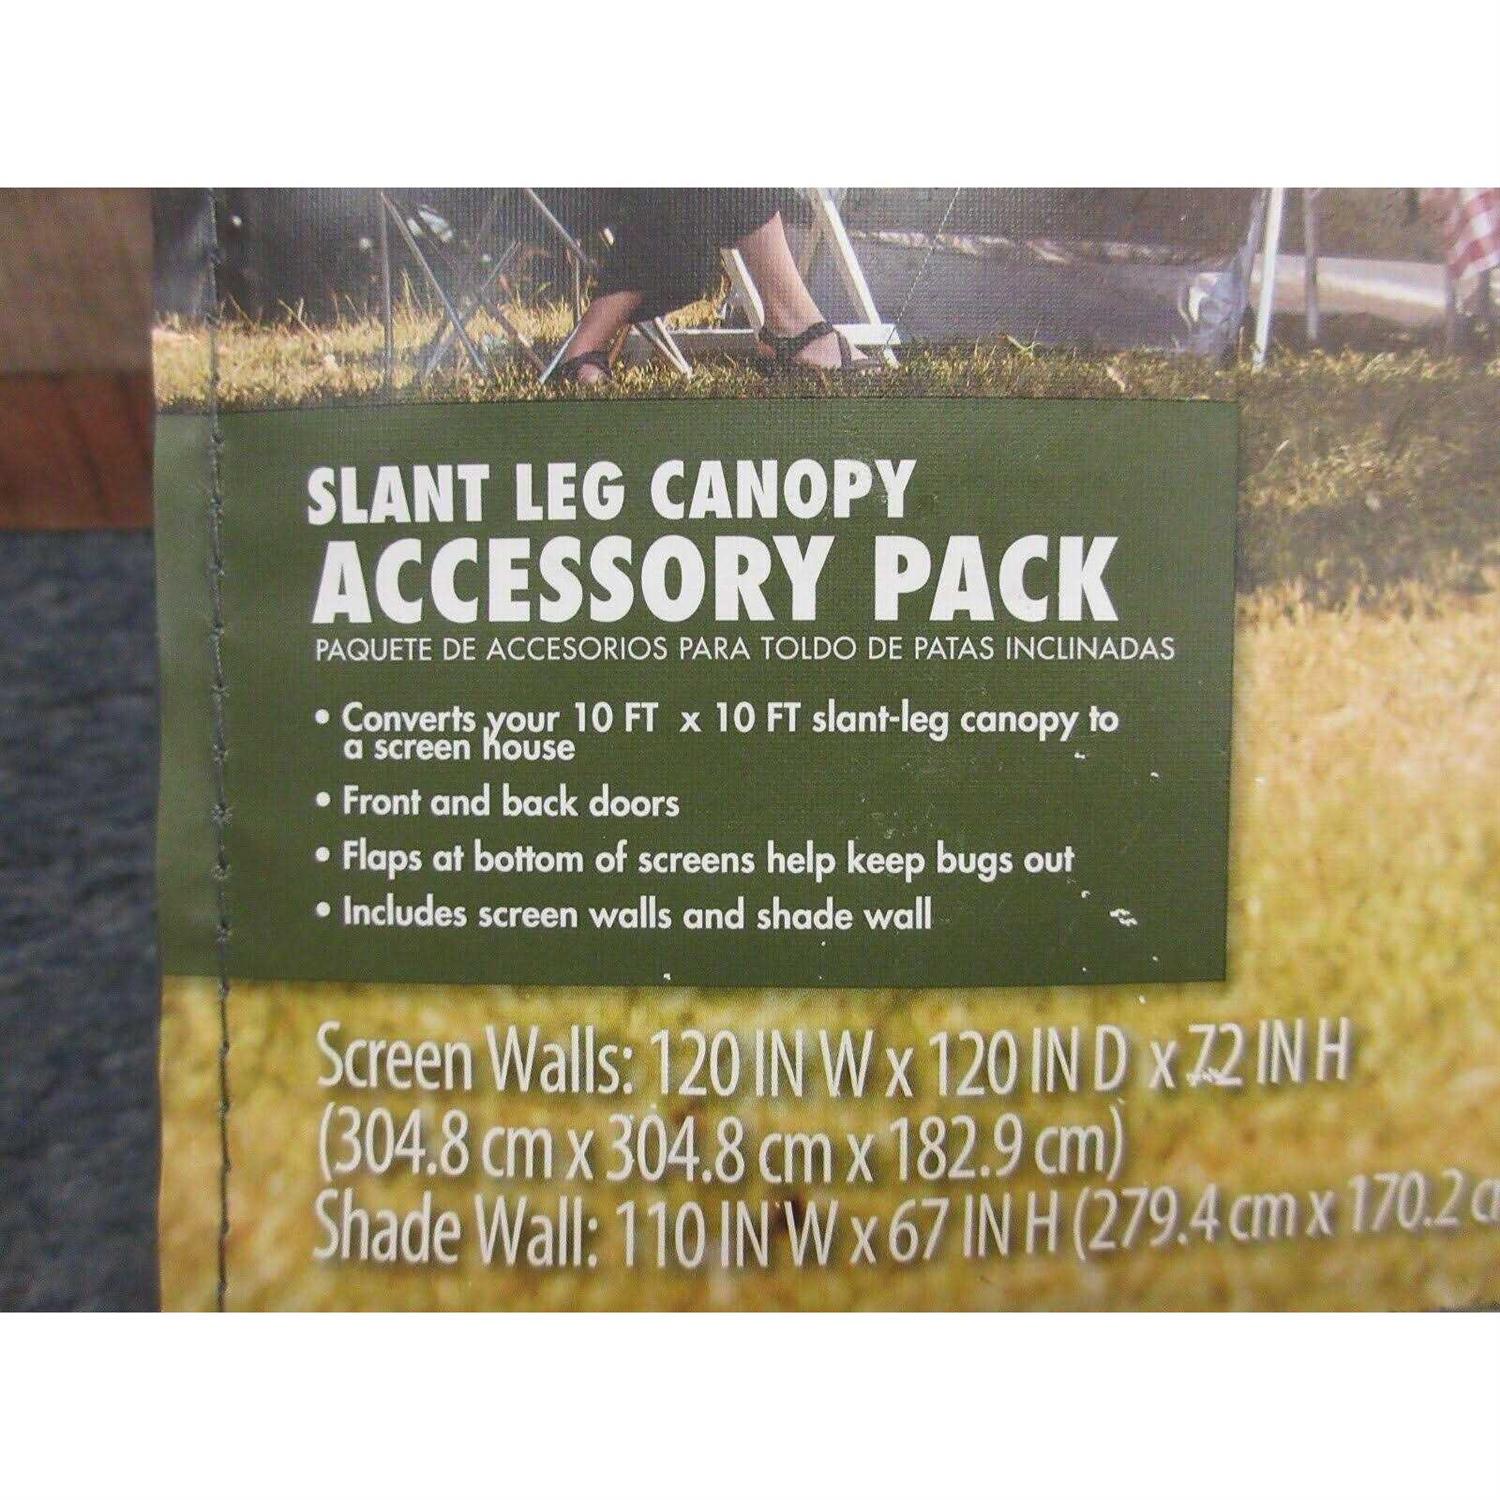 SLANT LEG CANOPY
ACCESSORY PACK
PAQUETE DE ACCESORIOS PARA TOLDO DE PATAS INCLINADAS
• Converts your 10 FT x 10 FT slant-leg canopy to
a screen house
• Front and back doors
• Flaps at bottom of screens help keep bugs out
• Includes screen walls and shade wall
Screen Walls: 120 IN W x 120 IN D x 72 IN H
(304.8 cm x 304.8 cm x 182.9 cm)
Shade Wall: 110 IN W x 67 IN H (279.4 cm x 170.2